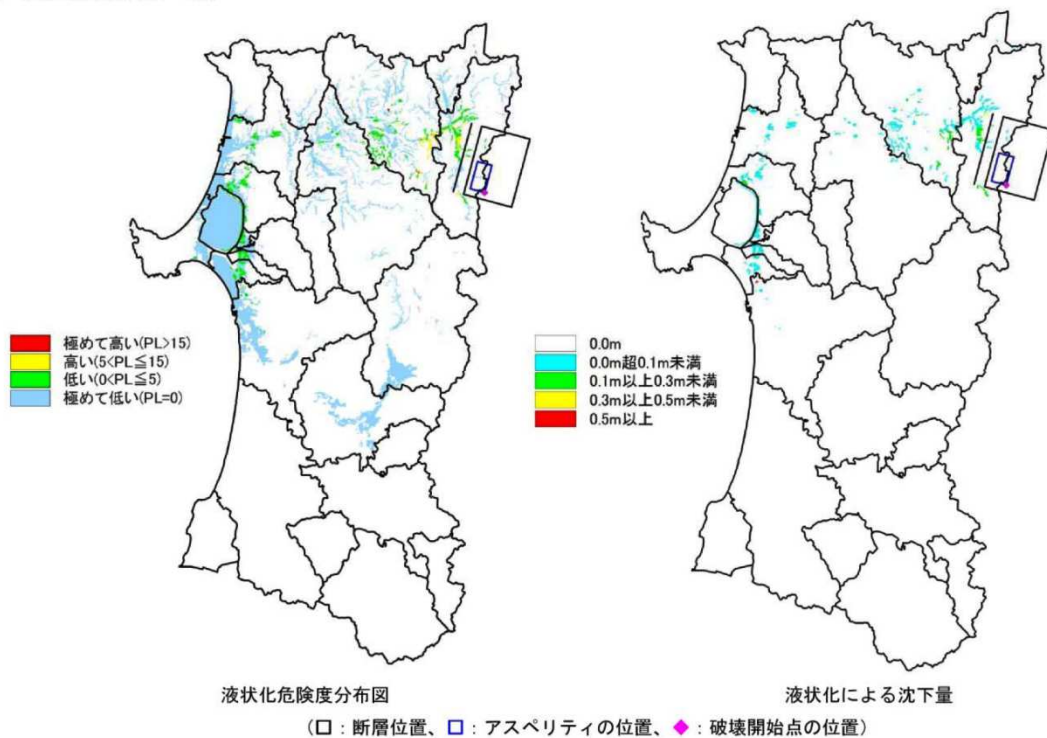 極めて高い(PL>15)
高い(5<PL≦15)
低い(0<PL≦5)
極めて低い(PL=0)
0.0m
0.0m超0.1m未満
0.1m以上0.3m未満
0.3m以上0.5m未満
0.5m以上
液状化危険度分布図
液状化による沈下量
(□：断層位置、□：アスペリティの位置、◆：破壊開始点の位置)